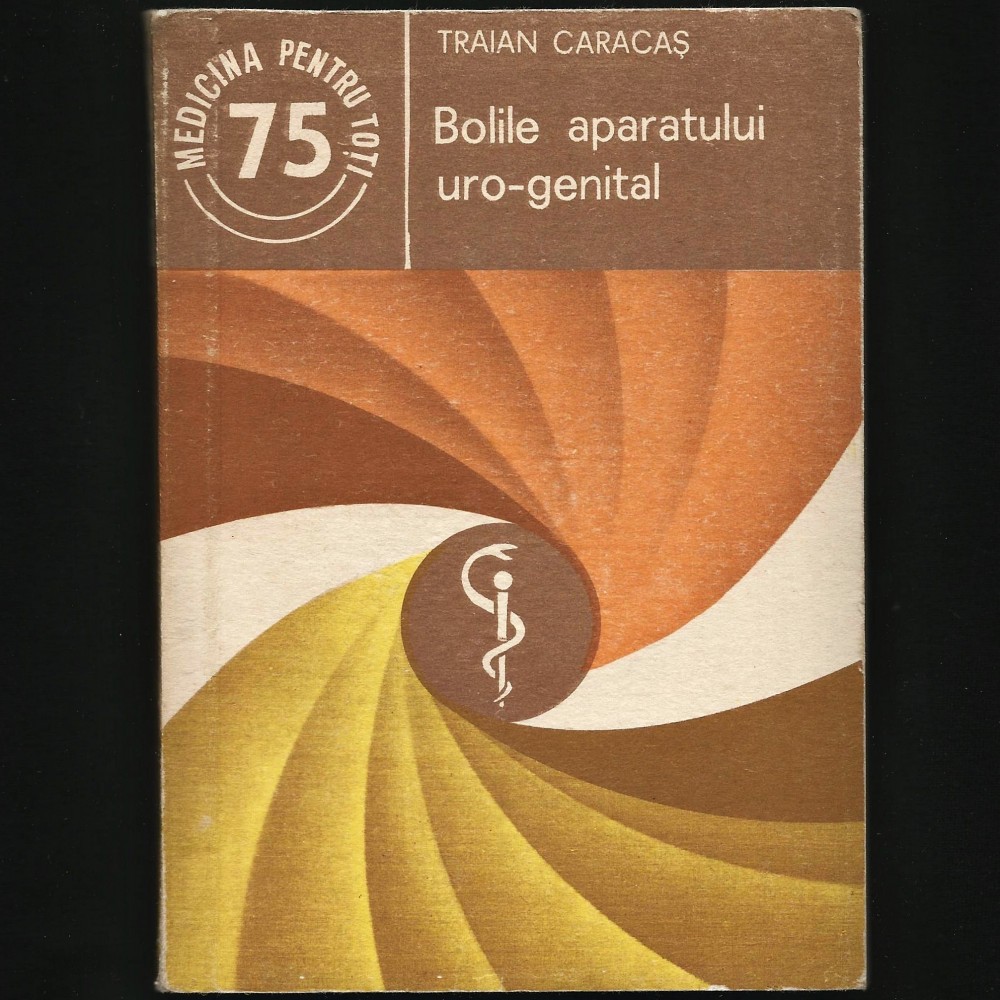 MEDICINA PENTRU TOȚI
75
TRAIAN CARACAȘ
Bolile aparatului
uro-genital